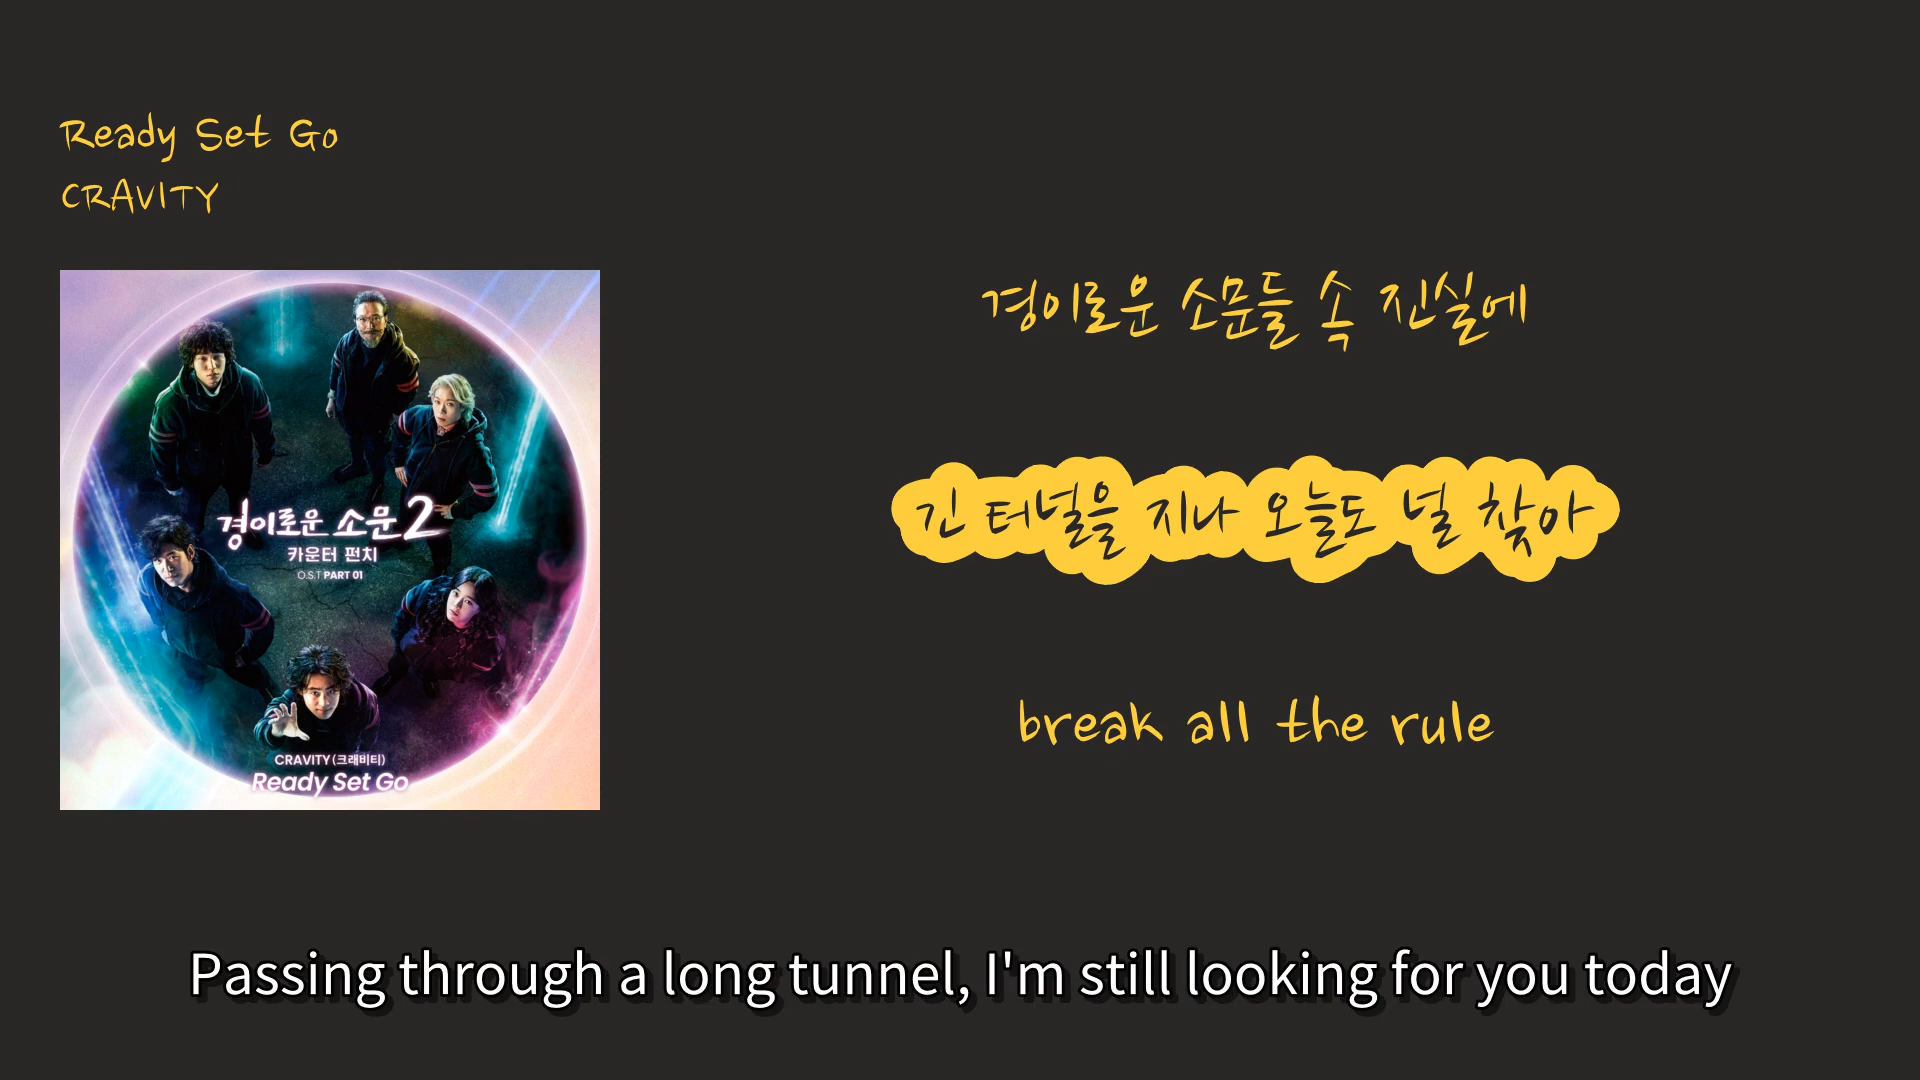 Ready Set Go
CRAVITY
경이로운 소문2
카운터 펀치
O.S.T PART 01
CRAVITY(크래비티)
Ready Set Go
경이로운 소문들 속 진실에
긴 터널을 지나 오늘도 널 찾아
break all the rule
Passing through a long tunnel, I'm still looking for you today